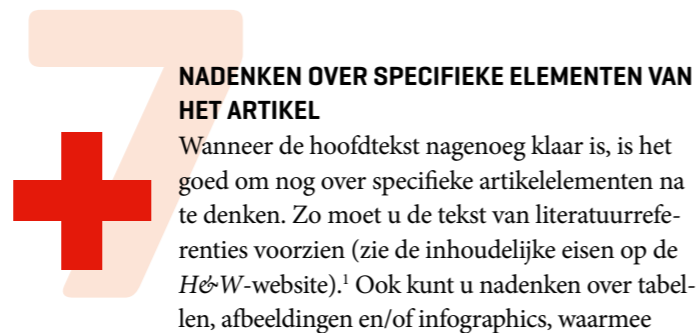 7
NADENKEN OVER SPECIFIEKE ELEMENTEN VAN
HET ARTIKEL
Wanneer de hoofdtekst nagenoeg klaar is, is het
goed om nog over specifieke artikelelementen na
te denken. Zo moet u de tekst van literatuurrefe-
renties voorzien (zie de inhoudelijke eisen op de
H&W-website).¹ Ook kunt u nadenken over tabel-
len, afbeeldingen en/of infographics, waarmee